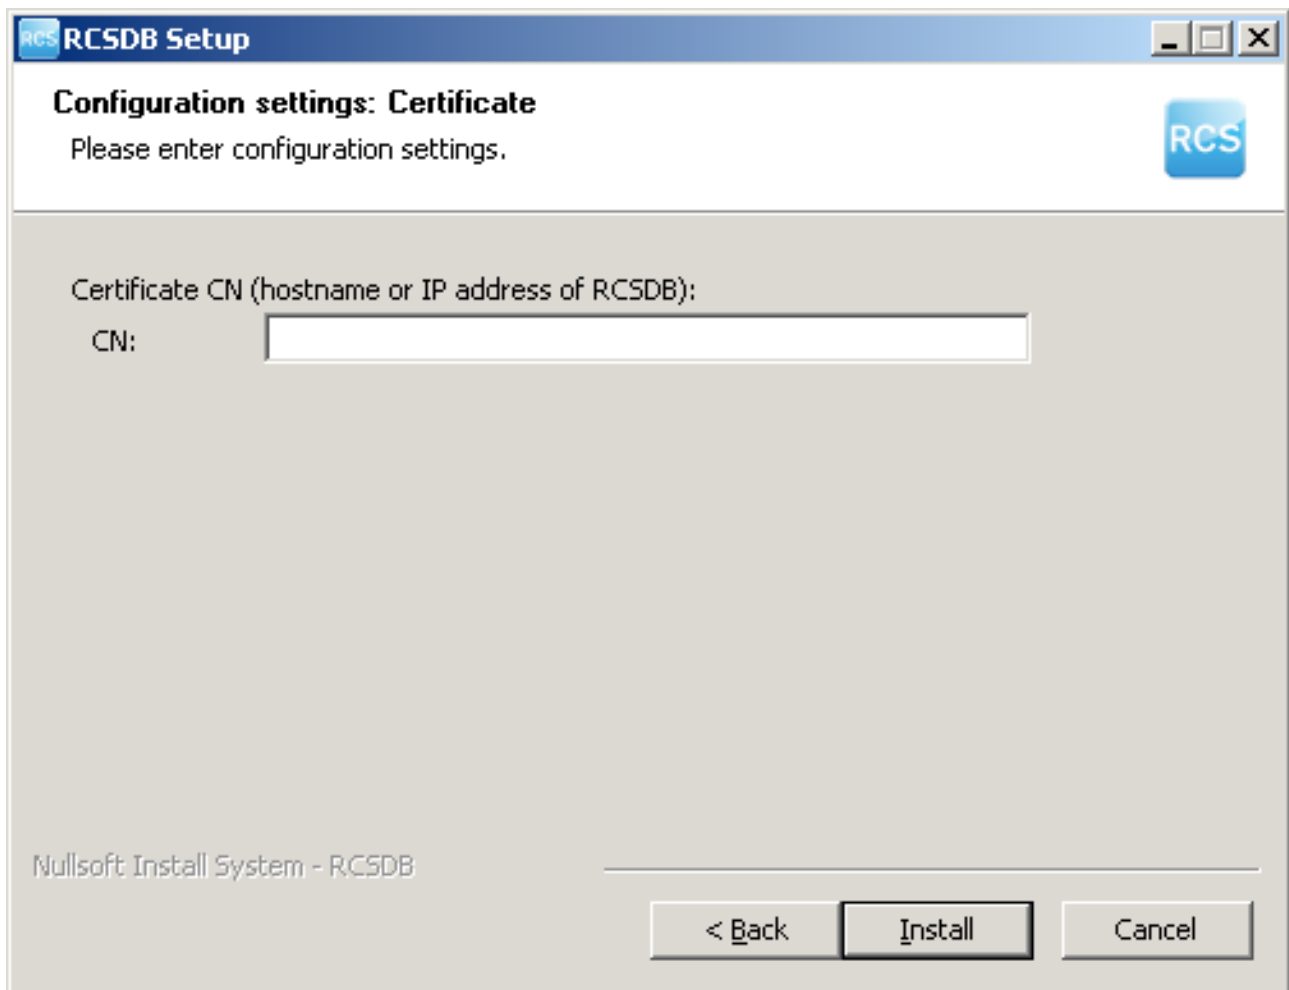 RCS RCSDB Setup
Configuration settings: Certificate
Please enter configuration settings.
RCS
Certificate CN (hostname or IP address of RCSDB):
CN:
Nullsoft Install System - RCSDB
< Back Install Cancel